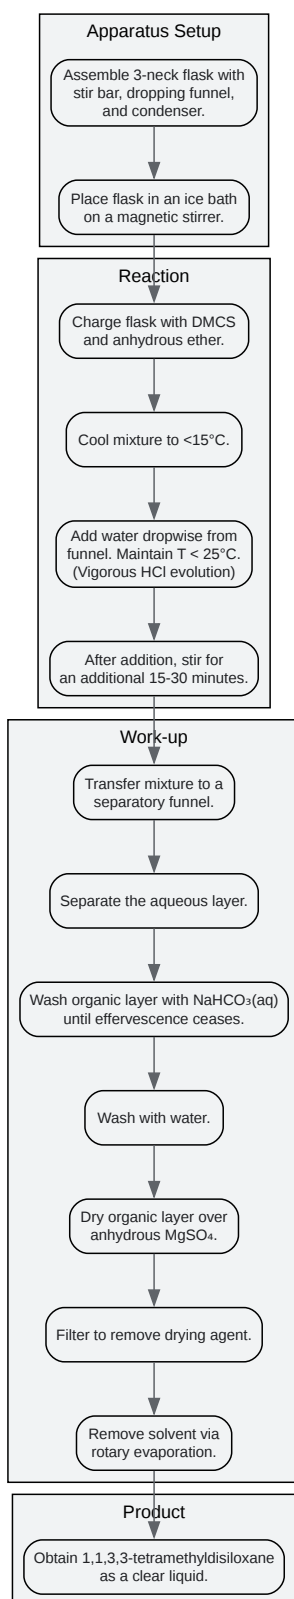 Apparatus Setup
Assemble 3-neck flask with
stir bar, dropping funnel,
and condenser.
Place flask in an ice bath
on a magnetic stirrer.
Reaction
Charge flask with DMCS
and anhydrous ether.
Cool mixture to <15°C.
Add water dropwise from
funnel. Maintain T < 25°C.
(Vigorous HCl evolution)
After addition, stir for
an additional 15-30 minutes.
Work-up
Transfer mixture to a
separatory funnel.
Separate the aqueous layer.
Wash organic layer with NaHCO₃(aq)
until effervescence ceases.
Wash with water.
Dry organic layer over
anhydrous MgSO₄.
Filter to remove drying agent.
Remove solvent via
rotary evaporation.
Product
Obtain 1,1,3,3-tetramethyldisiloxane
as a clear liquid.